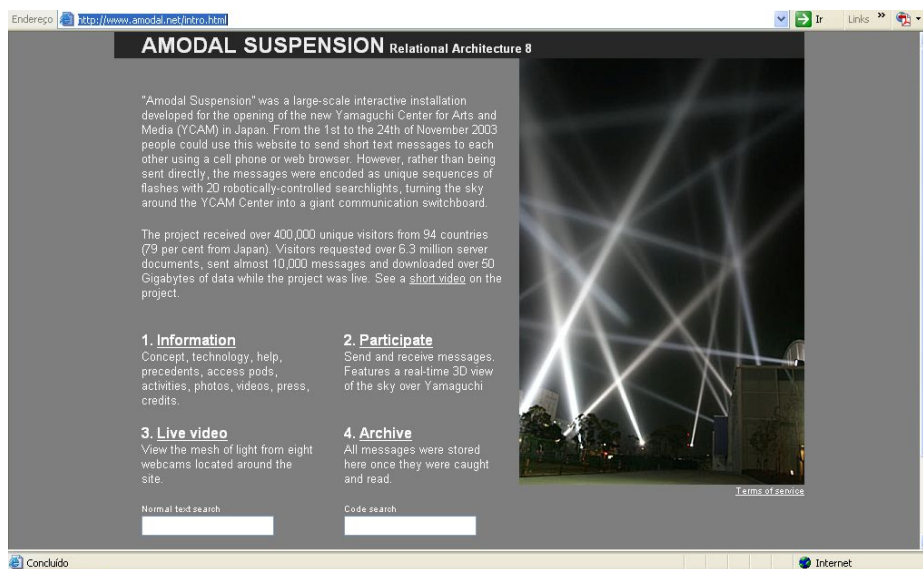 Endereço http://www.amodal.net/intro.html Ir Links »
AMODAL SUSPENSION Relational Architecture 8
"Amodal Suspension" was a large-scale interactive installation
developed for the opening of the new Yamaguchi Center for Arts and
Media (YCAM) in Japan. From the 1st to the 24th of November 2003
people could use this website to send short text messages to each
other using a cell phone or web browser. However, rather than being
sent directly, the messages were encoded as unique sequences of
flashes with 20 robotically-controlled searchlights, turning the sky
around the YCAM Center into a giant communication switchboard.
The project received over 400,000 unique visitors from 94 countries
(79 per cent from Japan). Visitors requested over 6.3 million server
documents, sent almost 10,000 messages and downloaded over 50
Gigabytes of data while the project was live. See a short video on the
project.
1. Information
Concept, technology, help,
precedents, access pods,
activities, photos, videos, press,
credits.
2. Participate
Send and receive messages.
Features a real-time 3D view
of the sky over Yamaguchi
3. Live video
View the mesh of light from eight
webcams located around the
site.
4. Archive
All messages were stored
here once they were caught
and read.
Terms of service
Normal text search
Code search
Concluído
Internet